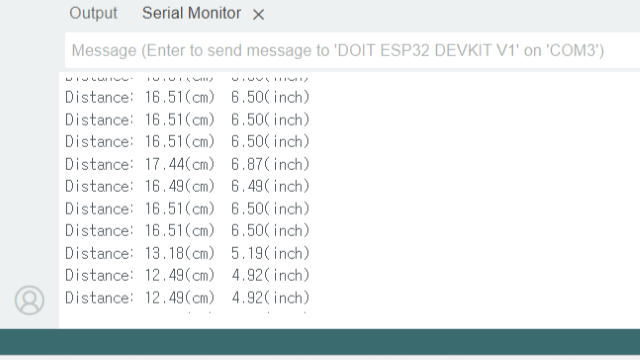 Output Serial Monitor
Message (Enter to send message to 'DOIT ESP32 DEVKIT V1' on 'COM3')
Distance: 16.51(cm) 6.50(inch)
Distance: 16.51(cm) 6.50(inch)
Distance: 16.51(cm) 6.50(inch)
Distance: 17.44(cm) 6.87(inch)
Distance: 16.49(cm) 6.49(inch)
Distance: 16.51(cm) 6.50(inch)
Distance: 16.51(cm) 6.50(inch)
Distance: 13.18(cm) 5.19(inch)
Distance: 12.49(cm) 4.92(inch)
Distance: 12.49(cm) 4.92(inch)